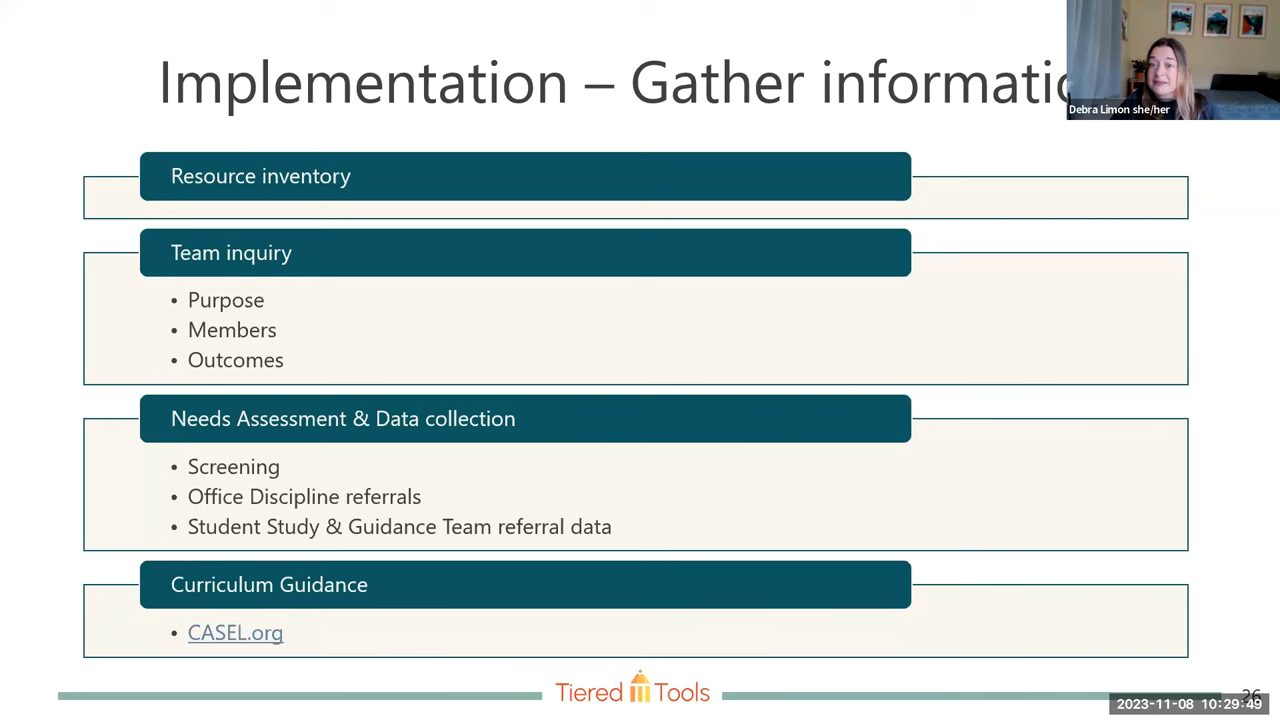 Implementation – Gather informatio
Debra Limon she/her
Resource inventory
Team inquiry
• Purpose
• Members
• Outcomes
Needs Assessment & Data collection
• Screening
• Office Discipline referrals
• Student Study & Guidance Team referral data
Curriculum Guidance
• CASEL.org
Tiered Tools
26
2023-11-08 10:29:49